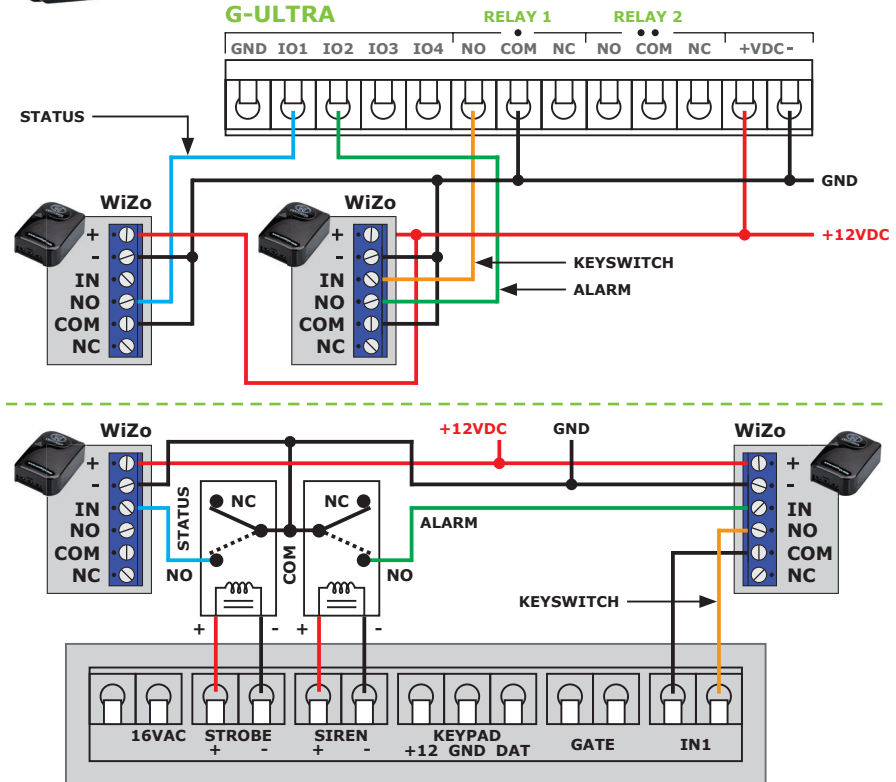 G-ULTRA
RELAY 1
RELAY 2
GND IO1 IO2 IO3 IO4 NO COM NC NO COM NC +VDC-
STATUS
GND
WiZo
WiZo
+12VDC
+
-
IN
NO
COM
NC
+
-
IN
NO
COM
NC
KEYSWITCH
ALARM
WiZo
+12VDC
GND
WiZo
+
-
IN
NO
COM
NC
STATUS
NC
NO
COM
NC
NO
ALARM
+
-
IN
NO
COM
NC
KEYSWITCH
+ - + -
16VAC STROBE SIREN KEYPAD GATE IN1
+ - + - +12 GND DAT